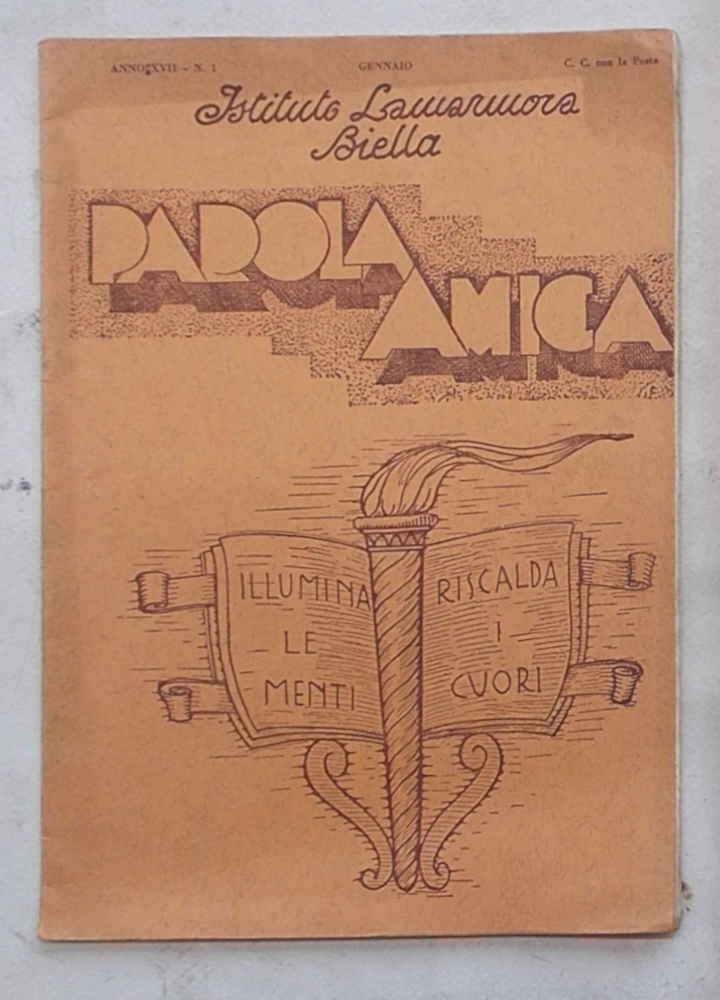 ANNO XVII - N. 1 GENNAIO C. C. con la Posta
Istituto Lamarmora
Biella
PAROLA
AMICA
ILLUMINA
LE
MENTI
RISCALDA
I
CUORI